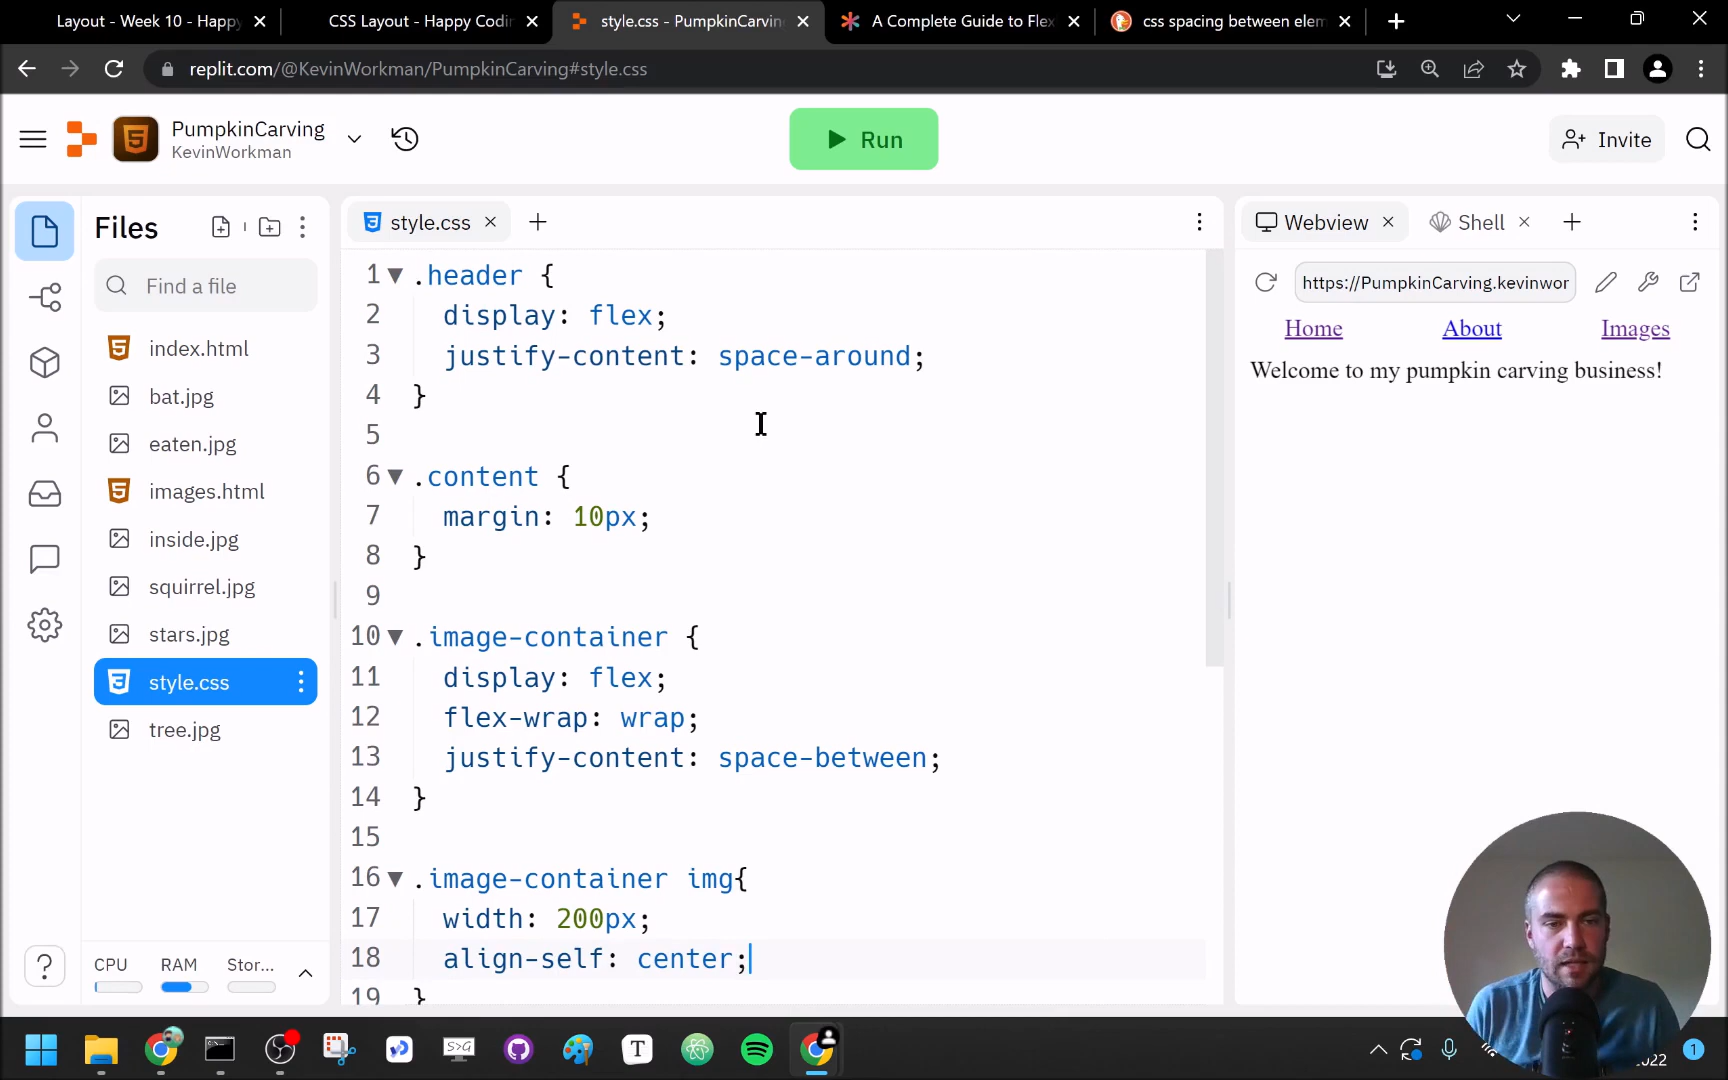 Layout - Week 10 - Happy
CSS Layout - Happy Codin
style.css - PumpkinCarvin
A Complete Guide to Flex
css spacing between elem
replit.com/@KevinWorkman/PumpkinCarving#style.css
PumpkinCarving
KevinWorkman
Run
Invite
Files
Find a file
index.html
bat.jpg
eaten.jpg
images.html
inside.jpg
squirrel.jpg
stars.jpg
style.css
tree.jpg
CPU RAM Stor...
style.css
1 .header {
2 display: flex;
3 justify-content: space-around;
4 }
5
6 .content {
7 margin: 10px;
8 }
9
10 .image-container {
11 display: flex;
12 flex-wrap: wrap;
13 justify-content: space-between;
14 }
15
16 .image-container img{
17 width: 200px;
18 align-self: center;
19 }
Webview
Shell
https://PumpkinCarving.kevinwor
Home About Images
Welcome to my pumpkin carving business!
2022
1